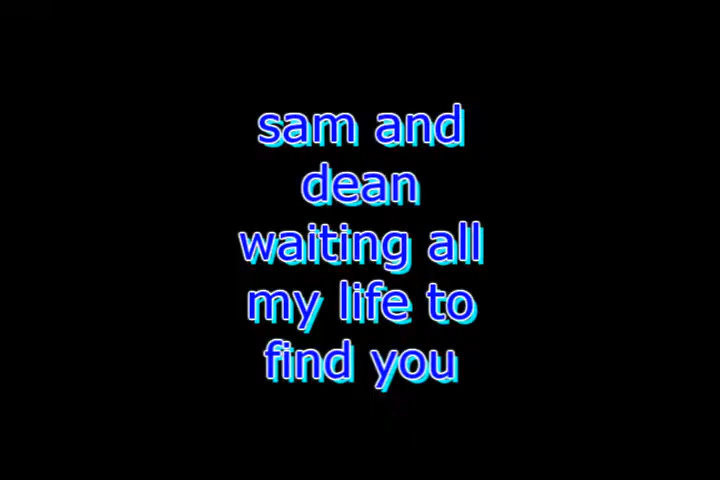 sam and
dean
waiting all
my life to
find you